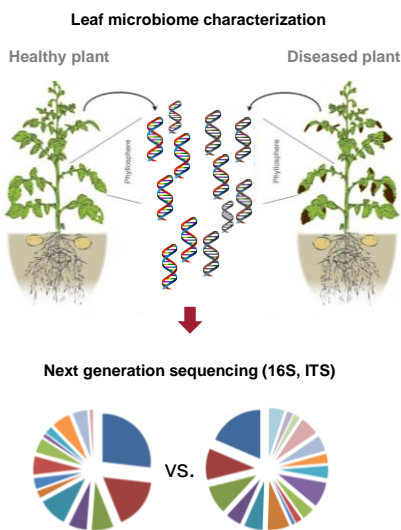 Leaf microbiome characterization
Healthy plant
Diseased plant
Phyllosphere
Phyllosphere
Next generation sequencing (16S, ITS)
vs.